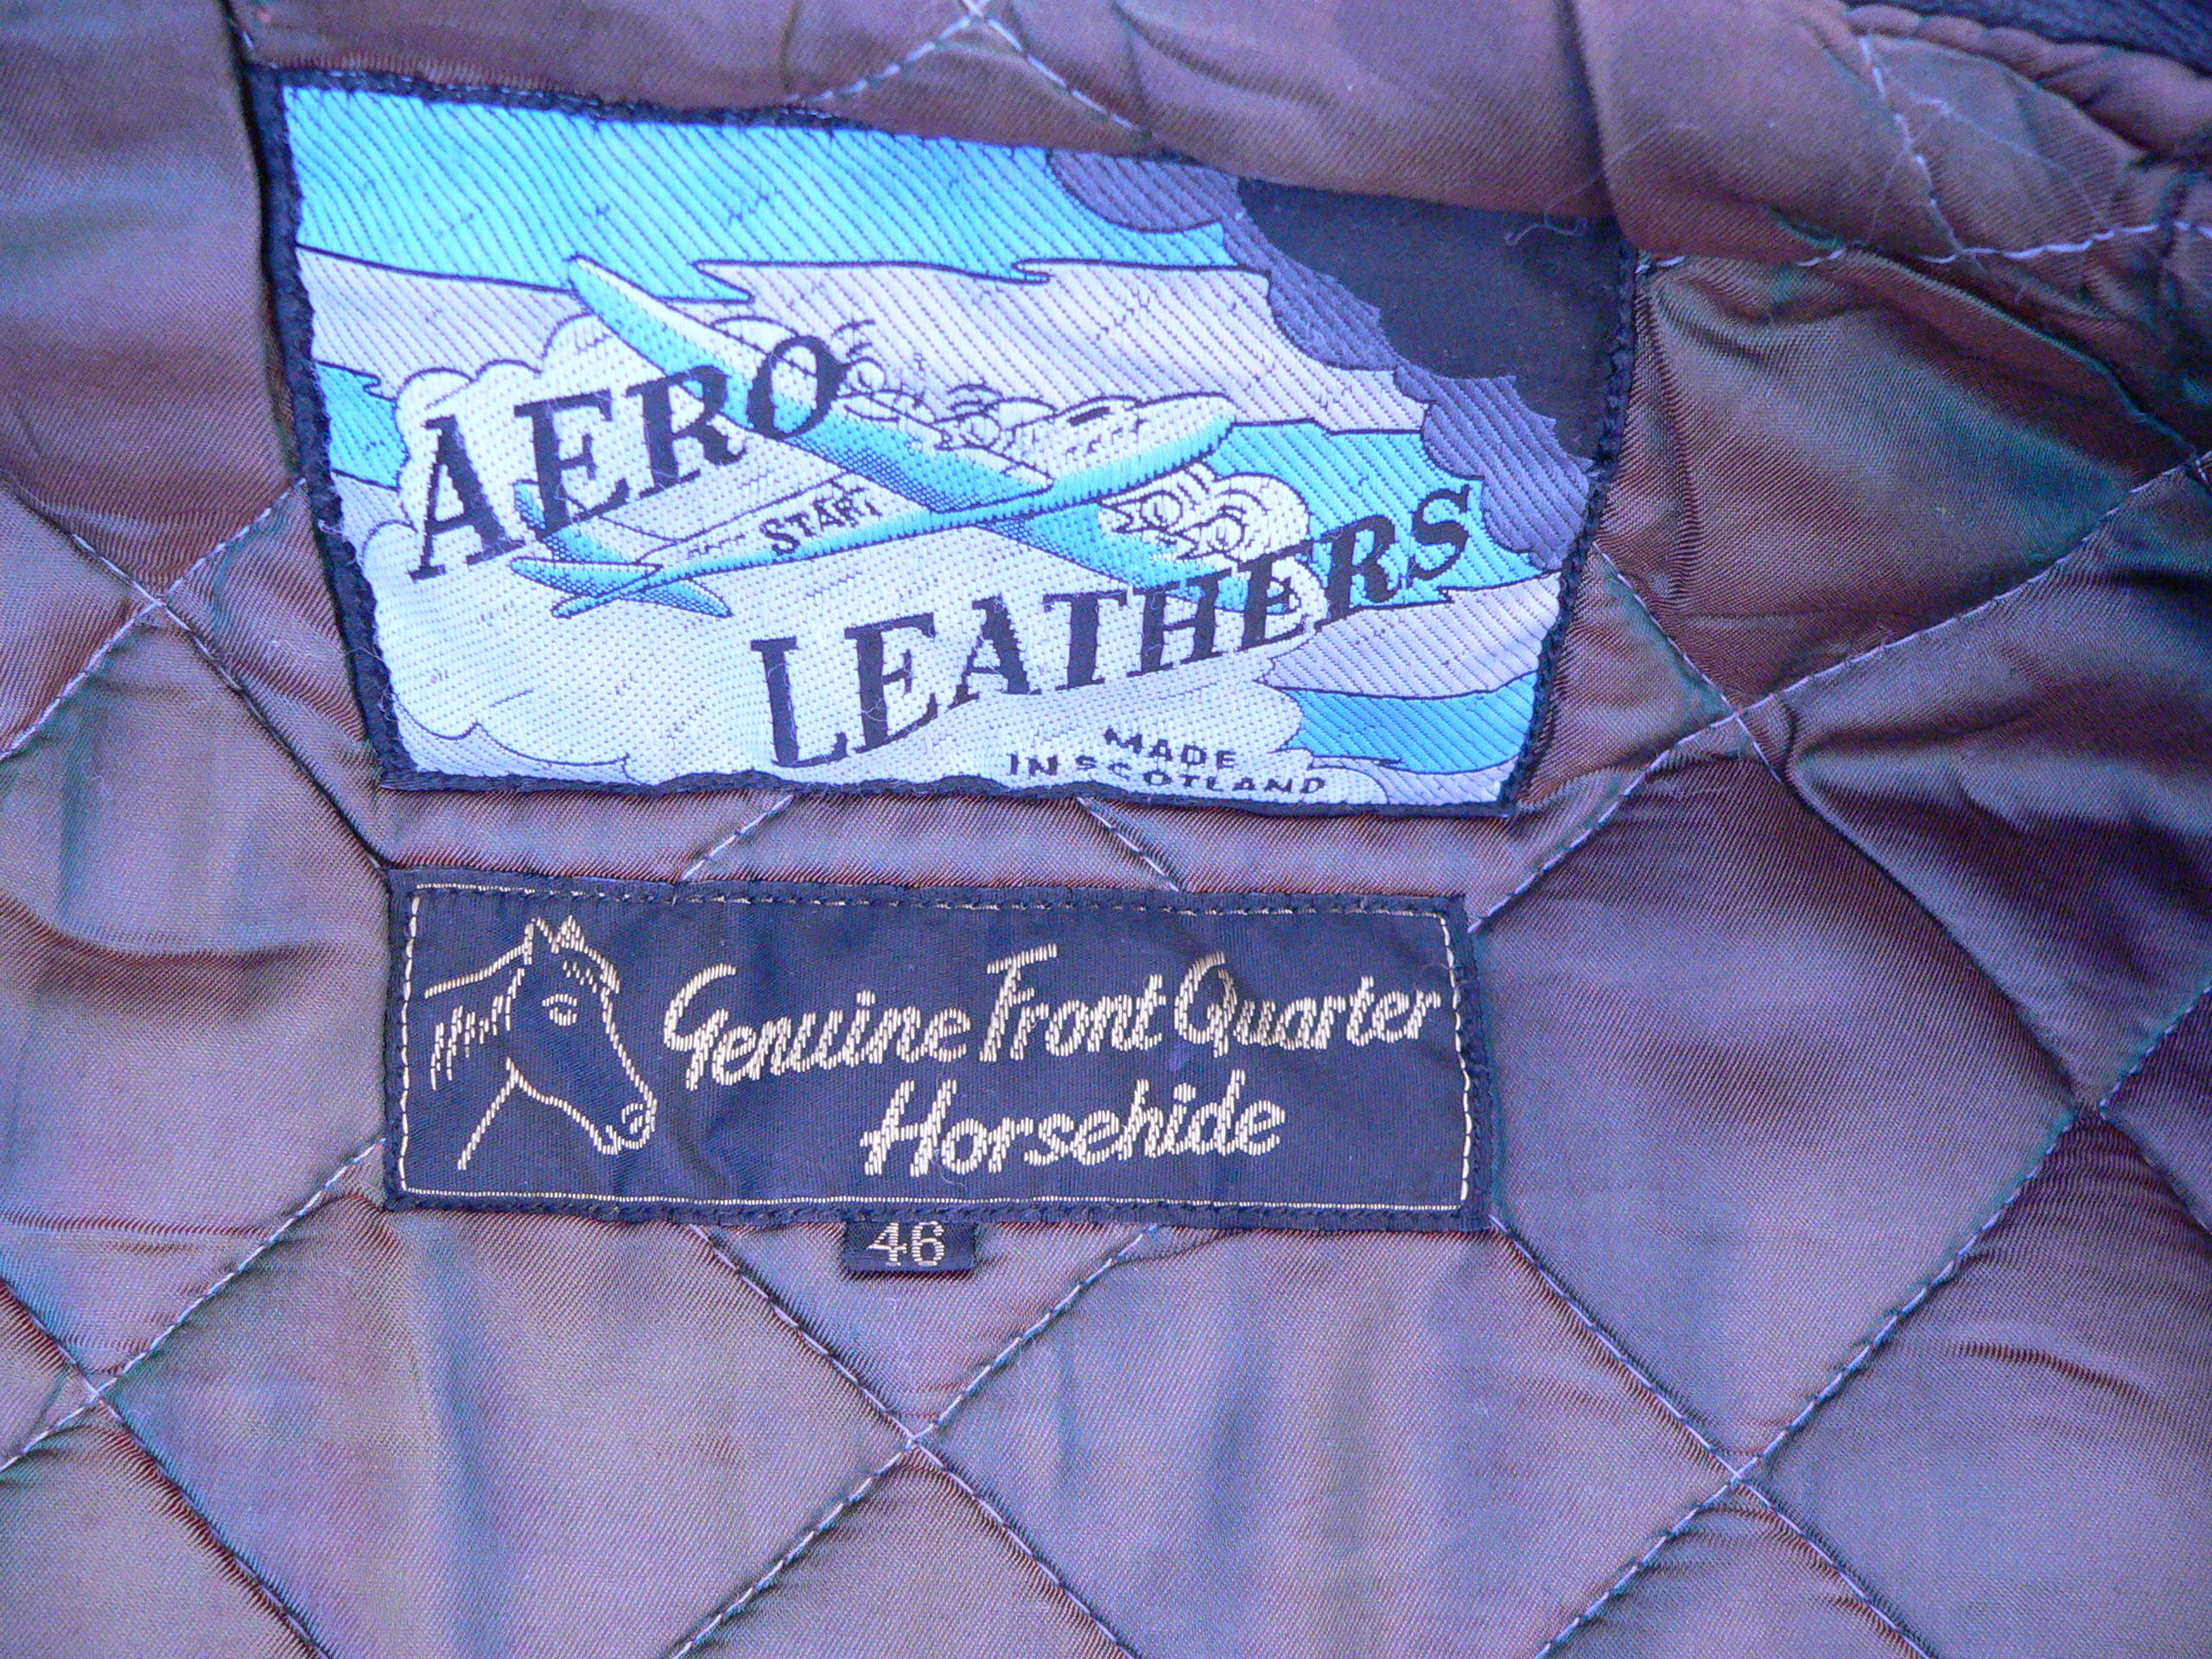 AERO
START
LEATHERS
MADE
IN SCOTLAND
Genuine Front Quarter
Horsehide
46